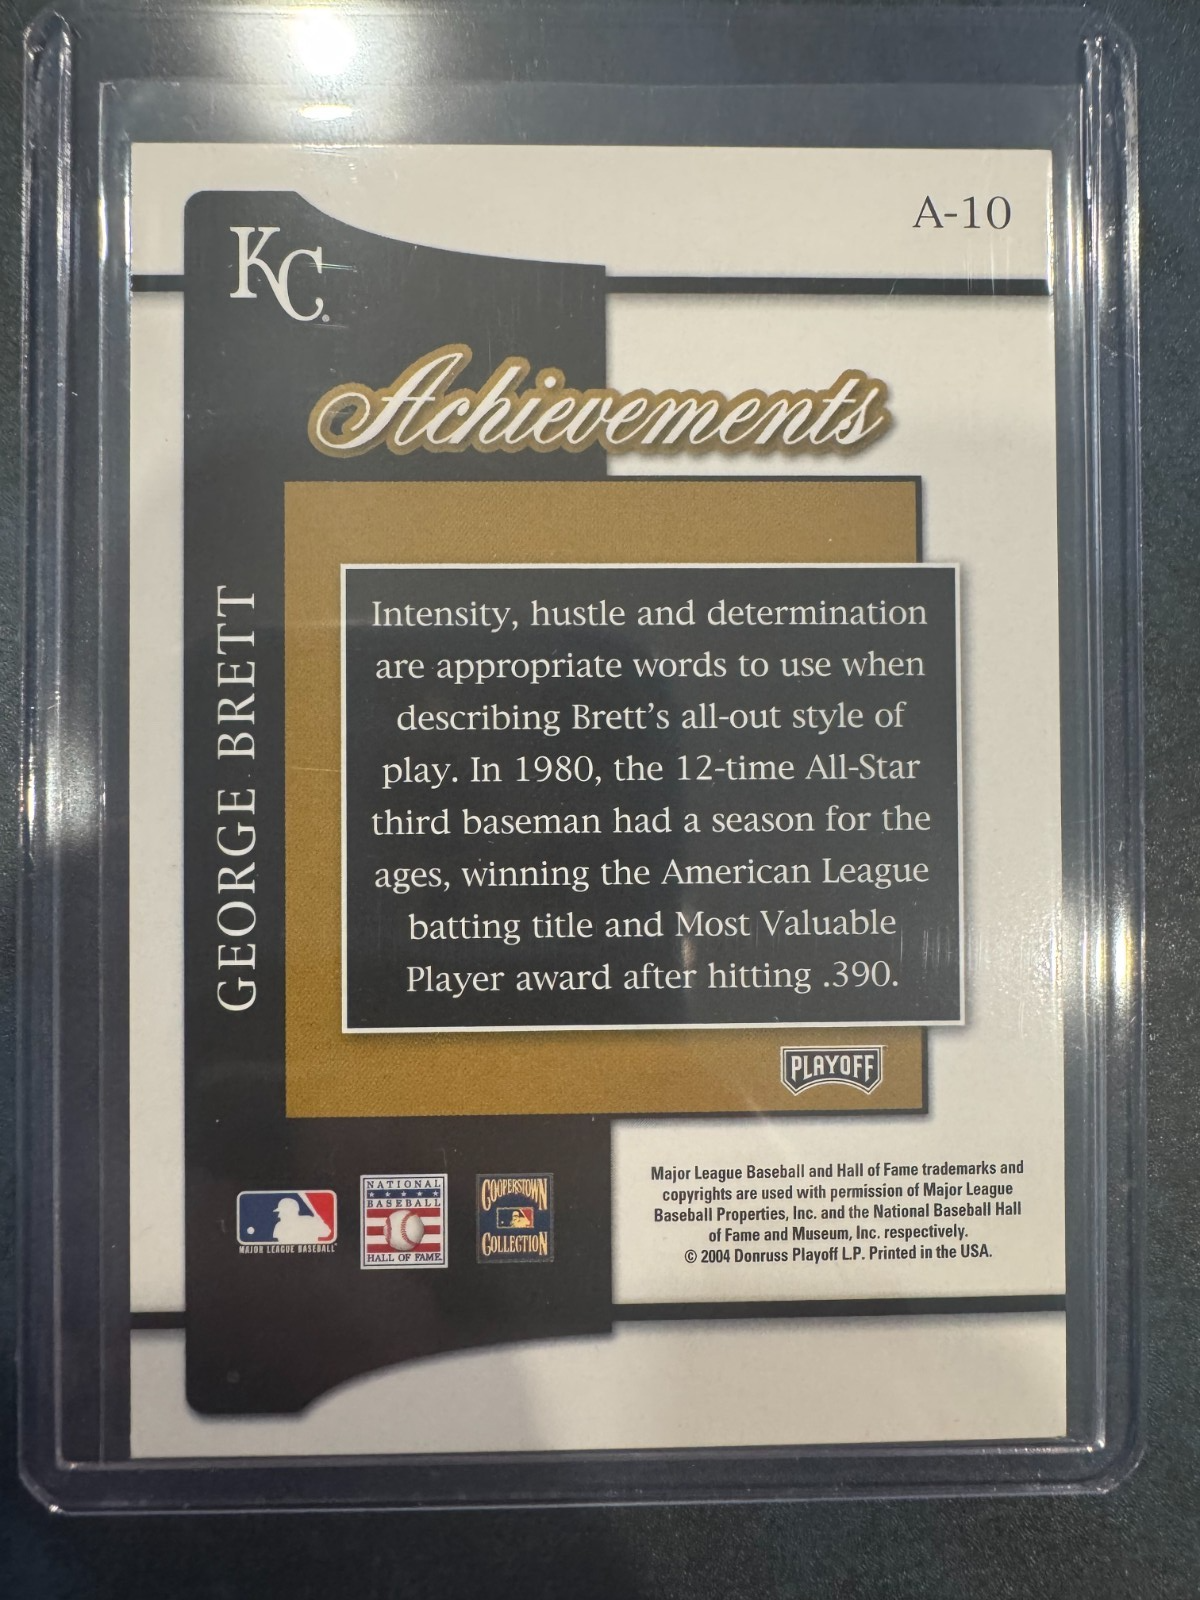 A-10
KC
Achievements
GEORGE BRETT
Intensity, hustle and determination
are appropriate words to use when
describing Brett's all-out style of
play. In 1980, the 12-time All-Star
third baseman had a season for the
ages, winning the American League
batting title and Most Valuable
Player award after hitting .390.
PLAYOFF
MAJOR LEAGUE BASEBALL
NATIONAL
BASEBALL
HALL OF FAME
COOPERSTOWN
COLLECTION
Major League Baseball and Hall of Fame trademarks and
copyrights are used with permission of Major League
Baseball Properties, Inc. and the National Baseball Hall
of Fame and Museum, Inc. respectively.
© 2004 Donruss Playoff L.P. Printed in the USA.